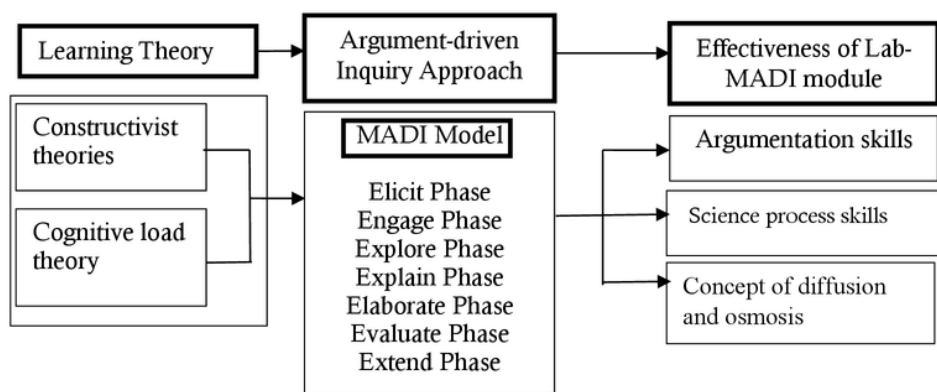 Learning Theory
Argument-driven
Inquiry Approach
Effectiveness of Lab-
MADI module
Constructivist
theories
Cognitive load
theory
MADI Model
Elicit Phase
Engage Phase
Explore Phase
Explain Phase
Elaborate Phase
Evaluate Phase
Extend Phase
Argumentation skills
Science process skills
Concept of diffusion
and osmosis